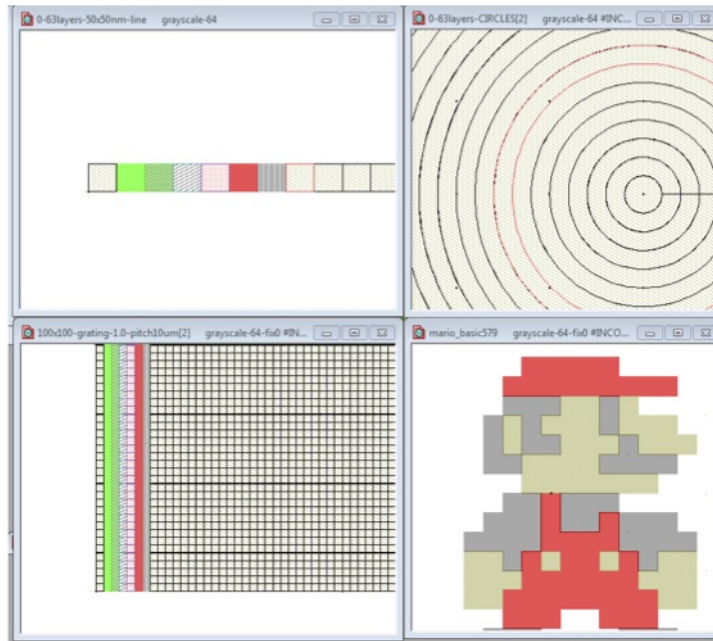 0-63layers-50x50nm-line grayscale-64
0-63layers-CIRCLES[2] grayscale-64 #INC...
100x100-grating-1.0-pitch10um[2] grayscale-64-fix0 #IN...
mario_basic579 grayscale-64-fix0 #INCO...